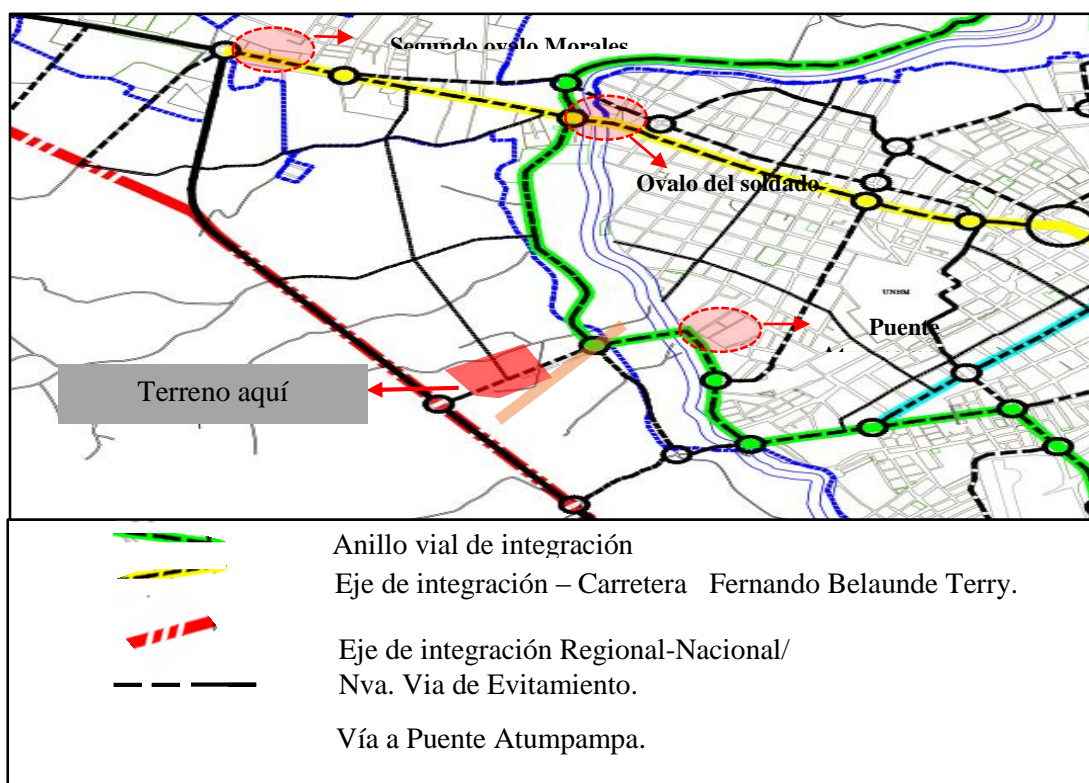 Segundo ovalo Morales
Ovalo del soldado
UNSM
Puente
Terreno aquí
Anillo vial de integración
Eje de integración – Carretera Fernando Belaunde Terry.
Eje de integración Regional-Nacional/
Nva. Via de Evitamiento.
Vía a Puente Atumpampa.